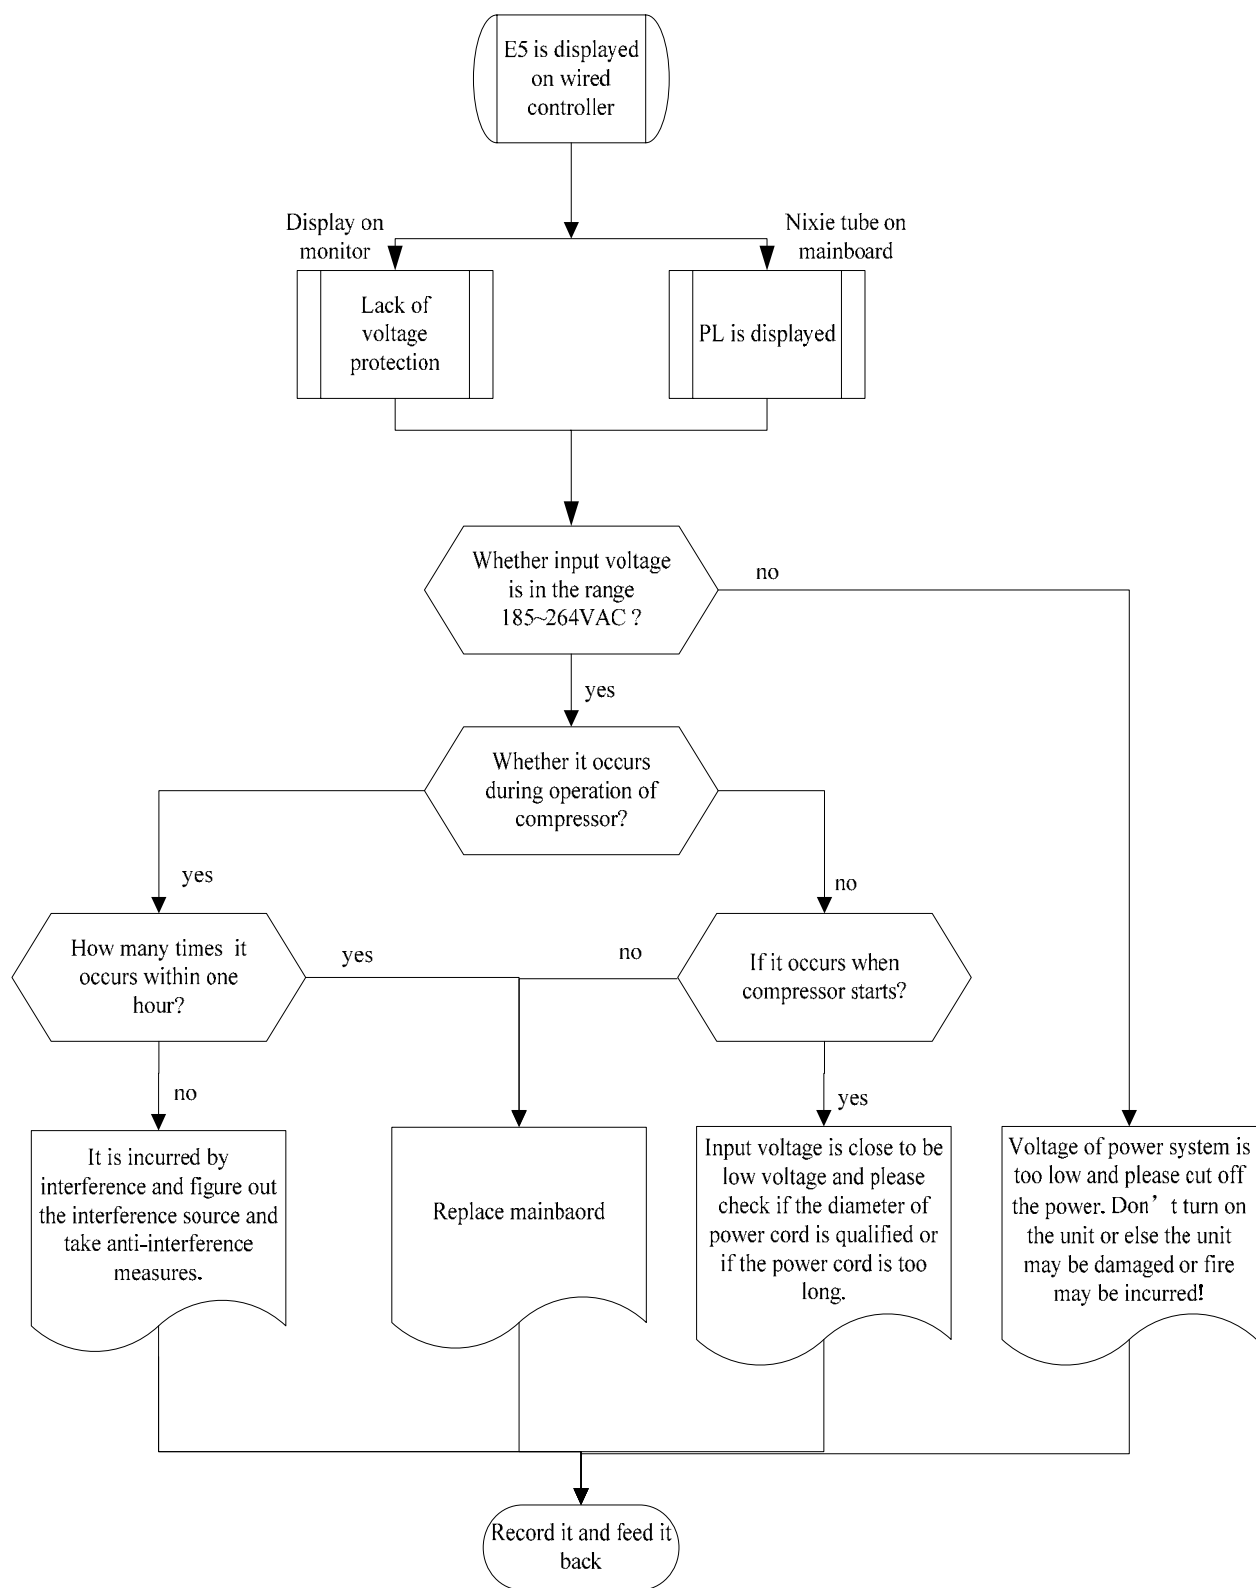 E5 is displayed
on wired
controller
Display on
monitor
Nixie tube on
mainboard
Lack of
voltage
protection
PL is displayed
Whether input voltage
is in the range
185~264VAC ?
no
yes
Whether it occurs
during operation of
compressor?
yes
no
How many times it
occurs within one
hour?
yes
no
If it occurs when
compressor starts?
no
yes
It is incurred by
interference and figure out
the interference source and
take anti-interference
measures.
Replace mainbaord
Input voltage is close to be
low voltage and please
check if the diameter of
power cord is qualified or
if the power cord is too
long.
Voltage of power system is
too low and please cut off
the power. Don’t turn on
the unit or else the unit
may be damaged or fire
may be incurred!
Record it and feed it
back